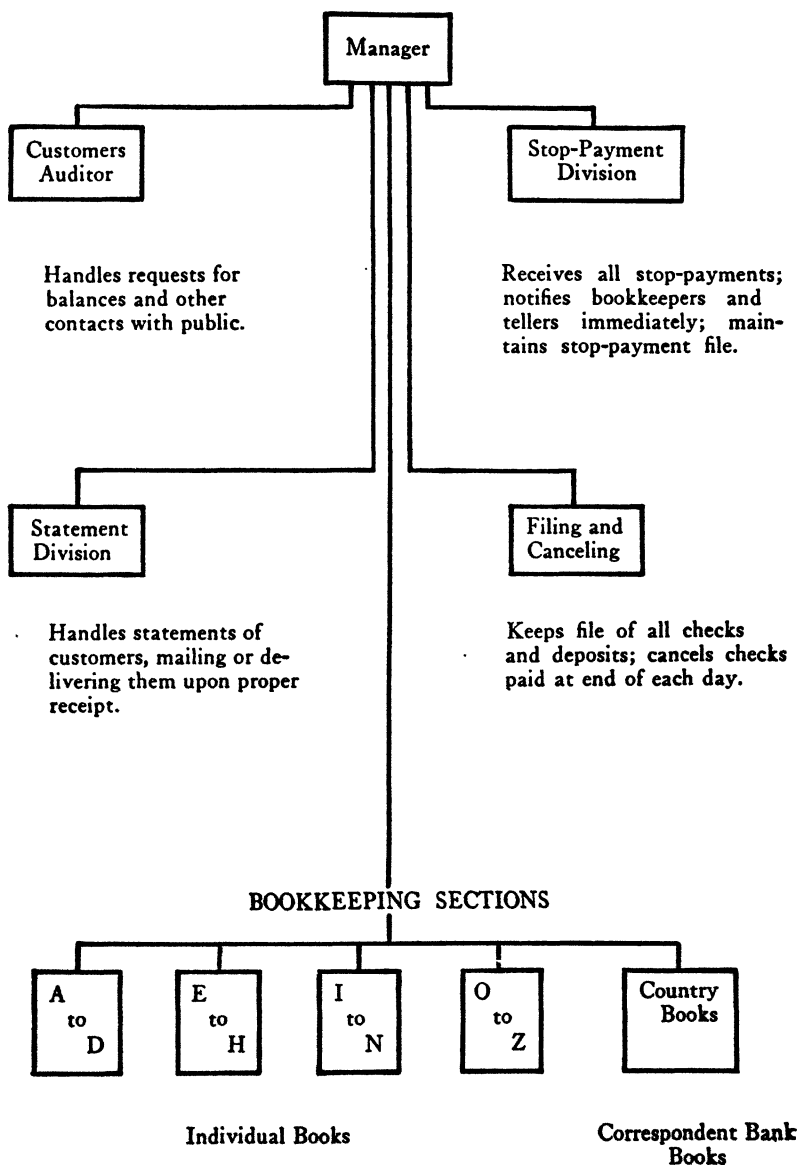 Manager
Customers
Auditor
Stop-Payment
Division
Handles requests for
balances and other
contacts with public.
Receives all stop-payments;
notifies bookkeepers and
tellers immediately; main-
tains stop-payment file.
Statement
Division
Filing and
Canceling
Handles statements of
customers, mailing or de-
livering them upon proper
receipt.
Keeps file of all checks
and deposits; cancels checks
paid at end of each day.
BOOKKEEPING SECTIONS
A
to
D
E
to
H
I
to
N
O
to
Z
Country
Books
Individual Books
Correspondent Bank
Books